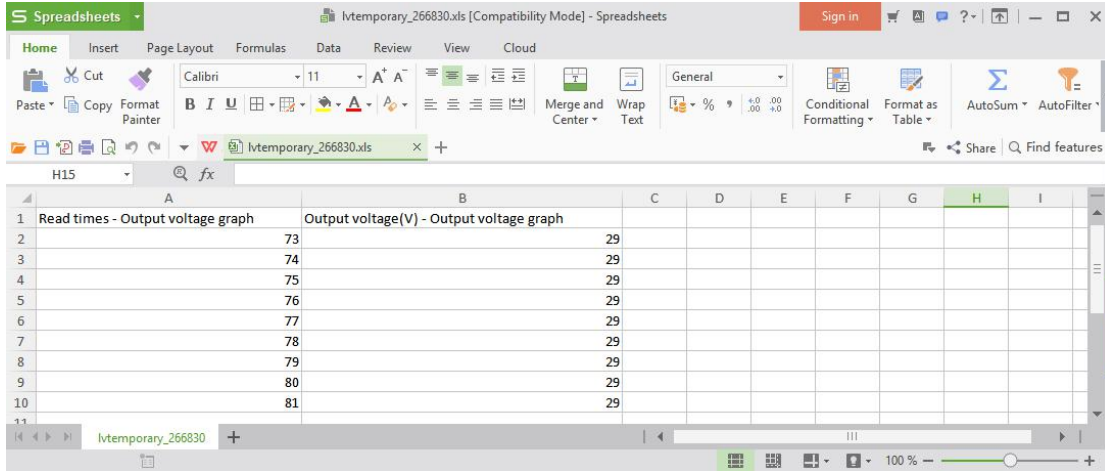 Spreadsheets
lvtemporary_266830.xls [Compatibility Mode] - Spreadsheets
Sign in
Home Insert Page Layout Formulas Data Review View Cloud
Cut Calibri 11 General
Paste Copy Format Painter Merge and Center Wrap Text Conditional Formatting Format as Table AutoSum AutoFilter
lvtemporary_266830.xls Share Find features
H15 fx
A B C D E F G H I
1 Read times - Output voltage graph Output voltage(V) - Output voltage graph
2 73 29
3 74 29
4 75 29
5 76 29
6 77 29
7 78 29
8 79 29
9 80 29
10 81 29
11
lvtemporary_266830
100 %